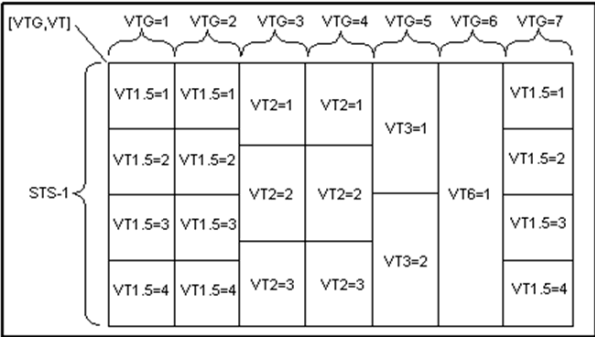 [VTG,VT] VTG=1 VTG=2 VTG=3 VTG=4 VTG=5 VTG=6 VTG=7
VT1.5=1 VT1.5=1 VT2=1 VT2=1 VT3=1 VT1.5=1
VT1.5=2 VT1.5=2 VT1.5=2
STS-1 VT2=2 VT2=2 VT6=1
VT1.5=3 VT1.5=3 VT1.5=3
VT3=2
VT1.5=4 VT1.5=4 VT2=3 VT2=3 VT1.5=4